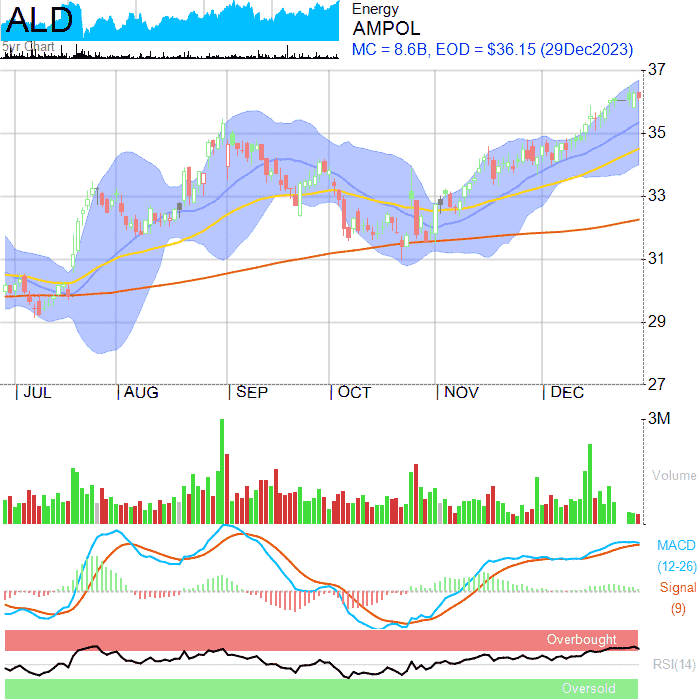 ALD
5yr Chart
Energy
AMPOL
MC = 8.6B, EOD = $36.15 (29Dec2023)
37
35
33
31
29
27
JUL AUG SEP OCT NOV DEC
3M
Volume
MACD
(12-26)
Signal
(9)
Overbought
RSI(14)
Oversold